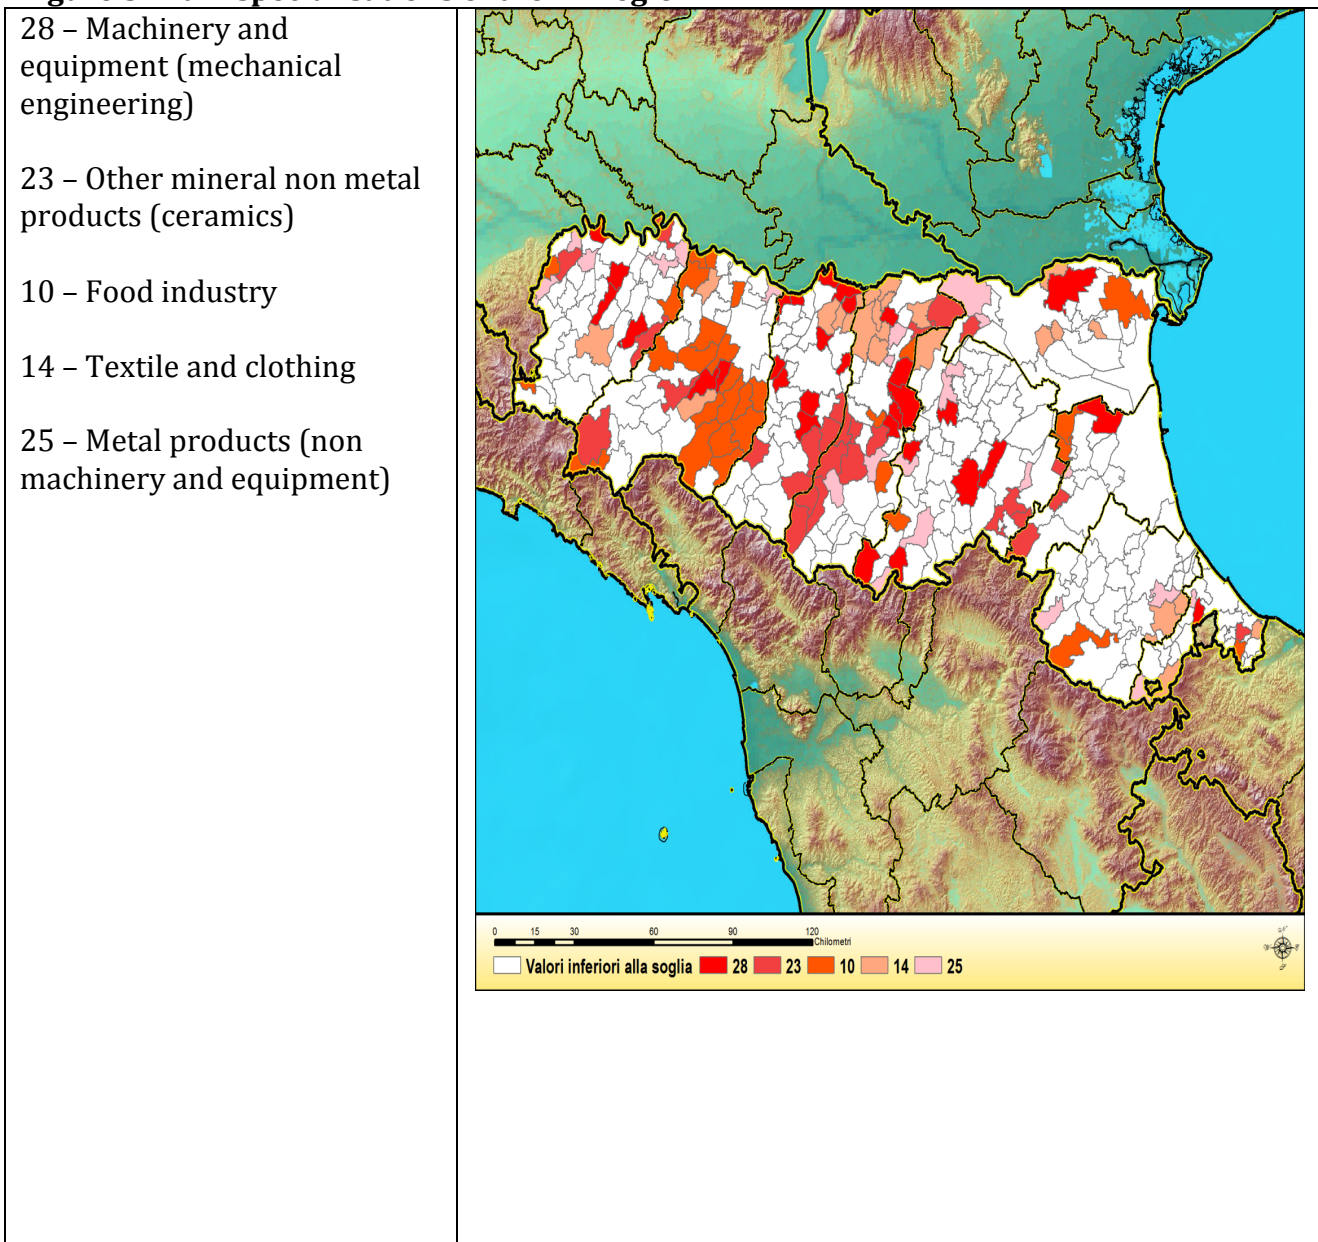 28 – Machinery and
equipment (mechanical
engineering)
23 – Other mineral non metal
products (ceramics)
10 – Food industry
14 – Textile and clothing
25 – Metal products (non
machinery and equipment)
0 15 30 60 90 120
Chilometri
Valori inferiori alla soglia 28 23 10 14 25